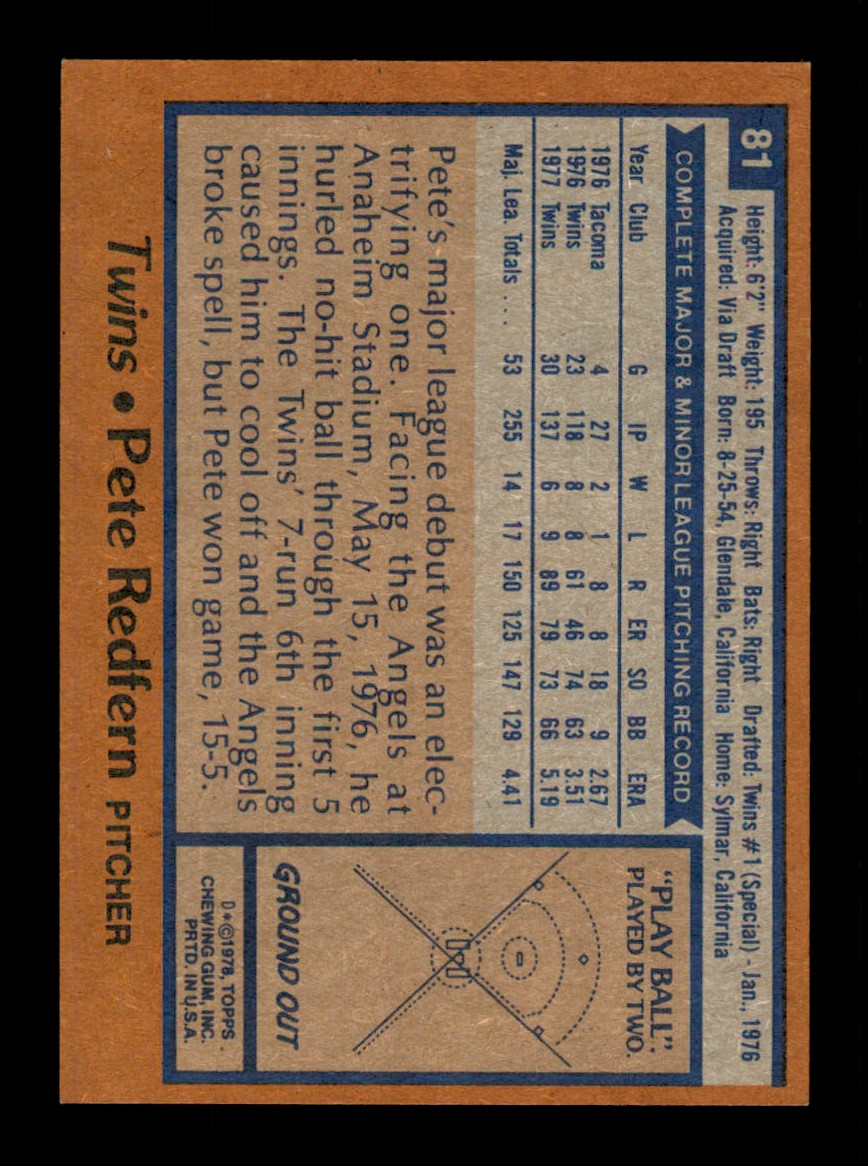 81
Height: 6'2" Weight: 195 Throws: Right Bats: Right Drafted: Twins #1 (Special) - Jan., 1976
Acquired: Via Draft Born: 8-25-54, Glendale, California Home: Sylmar, California
COMPLETE MAJOR & MINOR LEAGUE PITCHING RECORD
Year Club G IP W L R ER SO BB ERA
1976 Tacoma 4 27 2 1 8 8 18 9 2.67
1976 Twins 23 118 8 8 61 46 74 63 3.51
1977 Twins 30 137 6 9 89 79 73 66 5.19
Maj. Lea. Totals ... 53 255 14 17 150 125 147 129 4.41
Pete's major league debut was an elec-
trifying one. Facing the Angels at
Anaheim Stadium, May 15, 1976, he
hurled no-hit ball through the first 5
innings. The Twins' 7-run 6th inning
caused him to cool off and the Angels
broke spell, but Pete won game, 15-5.
"PLAY BALL":
PLAYED BY TWO.
GROUND OUT
D*©1978, TOPPS
CHEWING GUM, INC.
PRTD. IN U.S.A.
Twins • Pete Redfern PITCHER